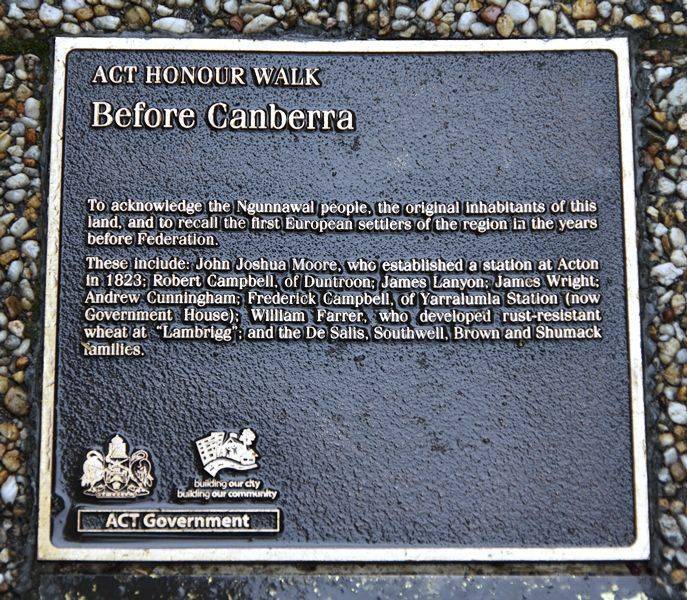 ACT HONOUR WALK
Before Canberra
To acknowledge the Ngunnawal people, the original inhabitants of this
land, and to recall the first European settlers of the region in the years
before Federation.
These include: John Joshua Moore, who established a station at Acton
in 1823; Robert Campbell, of Duntroon; James Lanyon; James Wright;
Andrew Cunningham; Frederick Campbell, of Yarralumla Station (now
Government House); William Farrer, who developed rust-resistant
wheat at "Lambrigg"; and the De Salis, Southwell, Brown and Shumack
families.
building our city
building our community
ACT Government